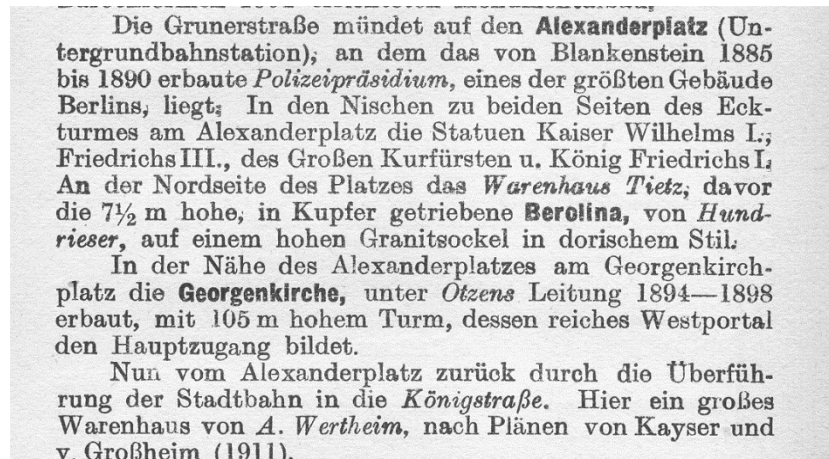 Die Grunerstraße mündet auf den Alexanderplatz (Un-
tergrundbahnstation), an dem das von Blankenstein 1885
bis 1890 erbaute Polizeipräsidium, eines der größten Gebäude
Berlins, liegt. In den Nischen zu beiden Seiten des Eck-
turmes am Alexanderplatz die Statuen Kaiser Wilhelms I.,
Friedrichs III., des Großen Kurfürsten u. König Friedrichs I.
An der Nordseite des Platzes das Warenhaus Tietz, davor
die 7½ m hohe, in Kupfer getriebene Berolina, von Hund-
rieser, auf einem hohen Granitsockel in dorischem Stil.
In der Nähe des Alexanderplatzes am Georgenkirch-
platz die Georgenkirche, unter Otzens Leitung 1894—1898
erbaut, mit 105 m hohem Turm, dessen reiches Westportal
den Hauptzugang bildet.
Nun vom Alexanderplatz zurück durch die Überfüh-
rung der Stadtbahn in die Königstraße. Hier ein großes
Warenhaus von A. Wertheim, nach Plänen von Kayser und
v. Großheim (1911).